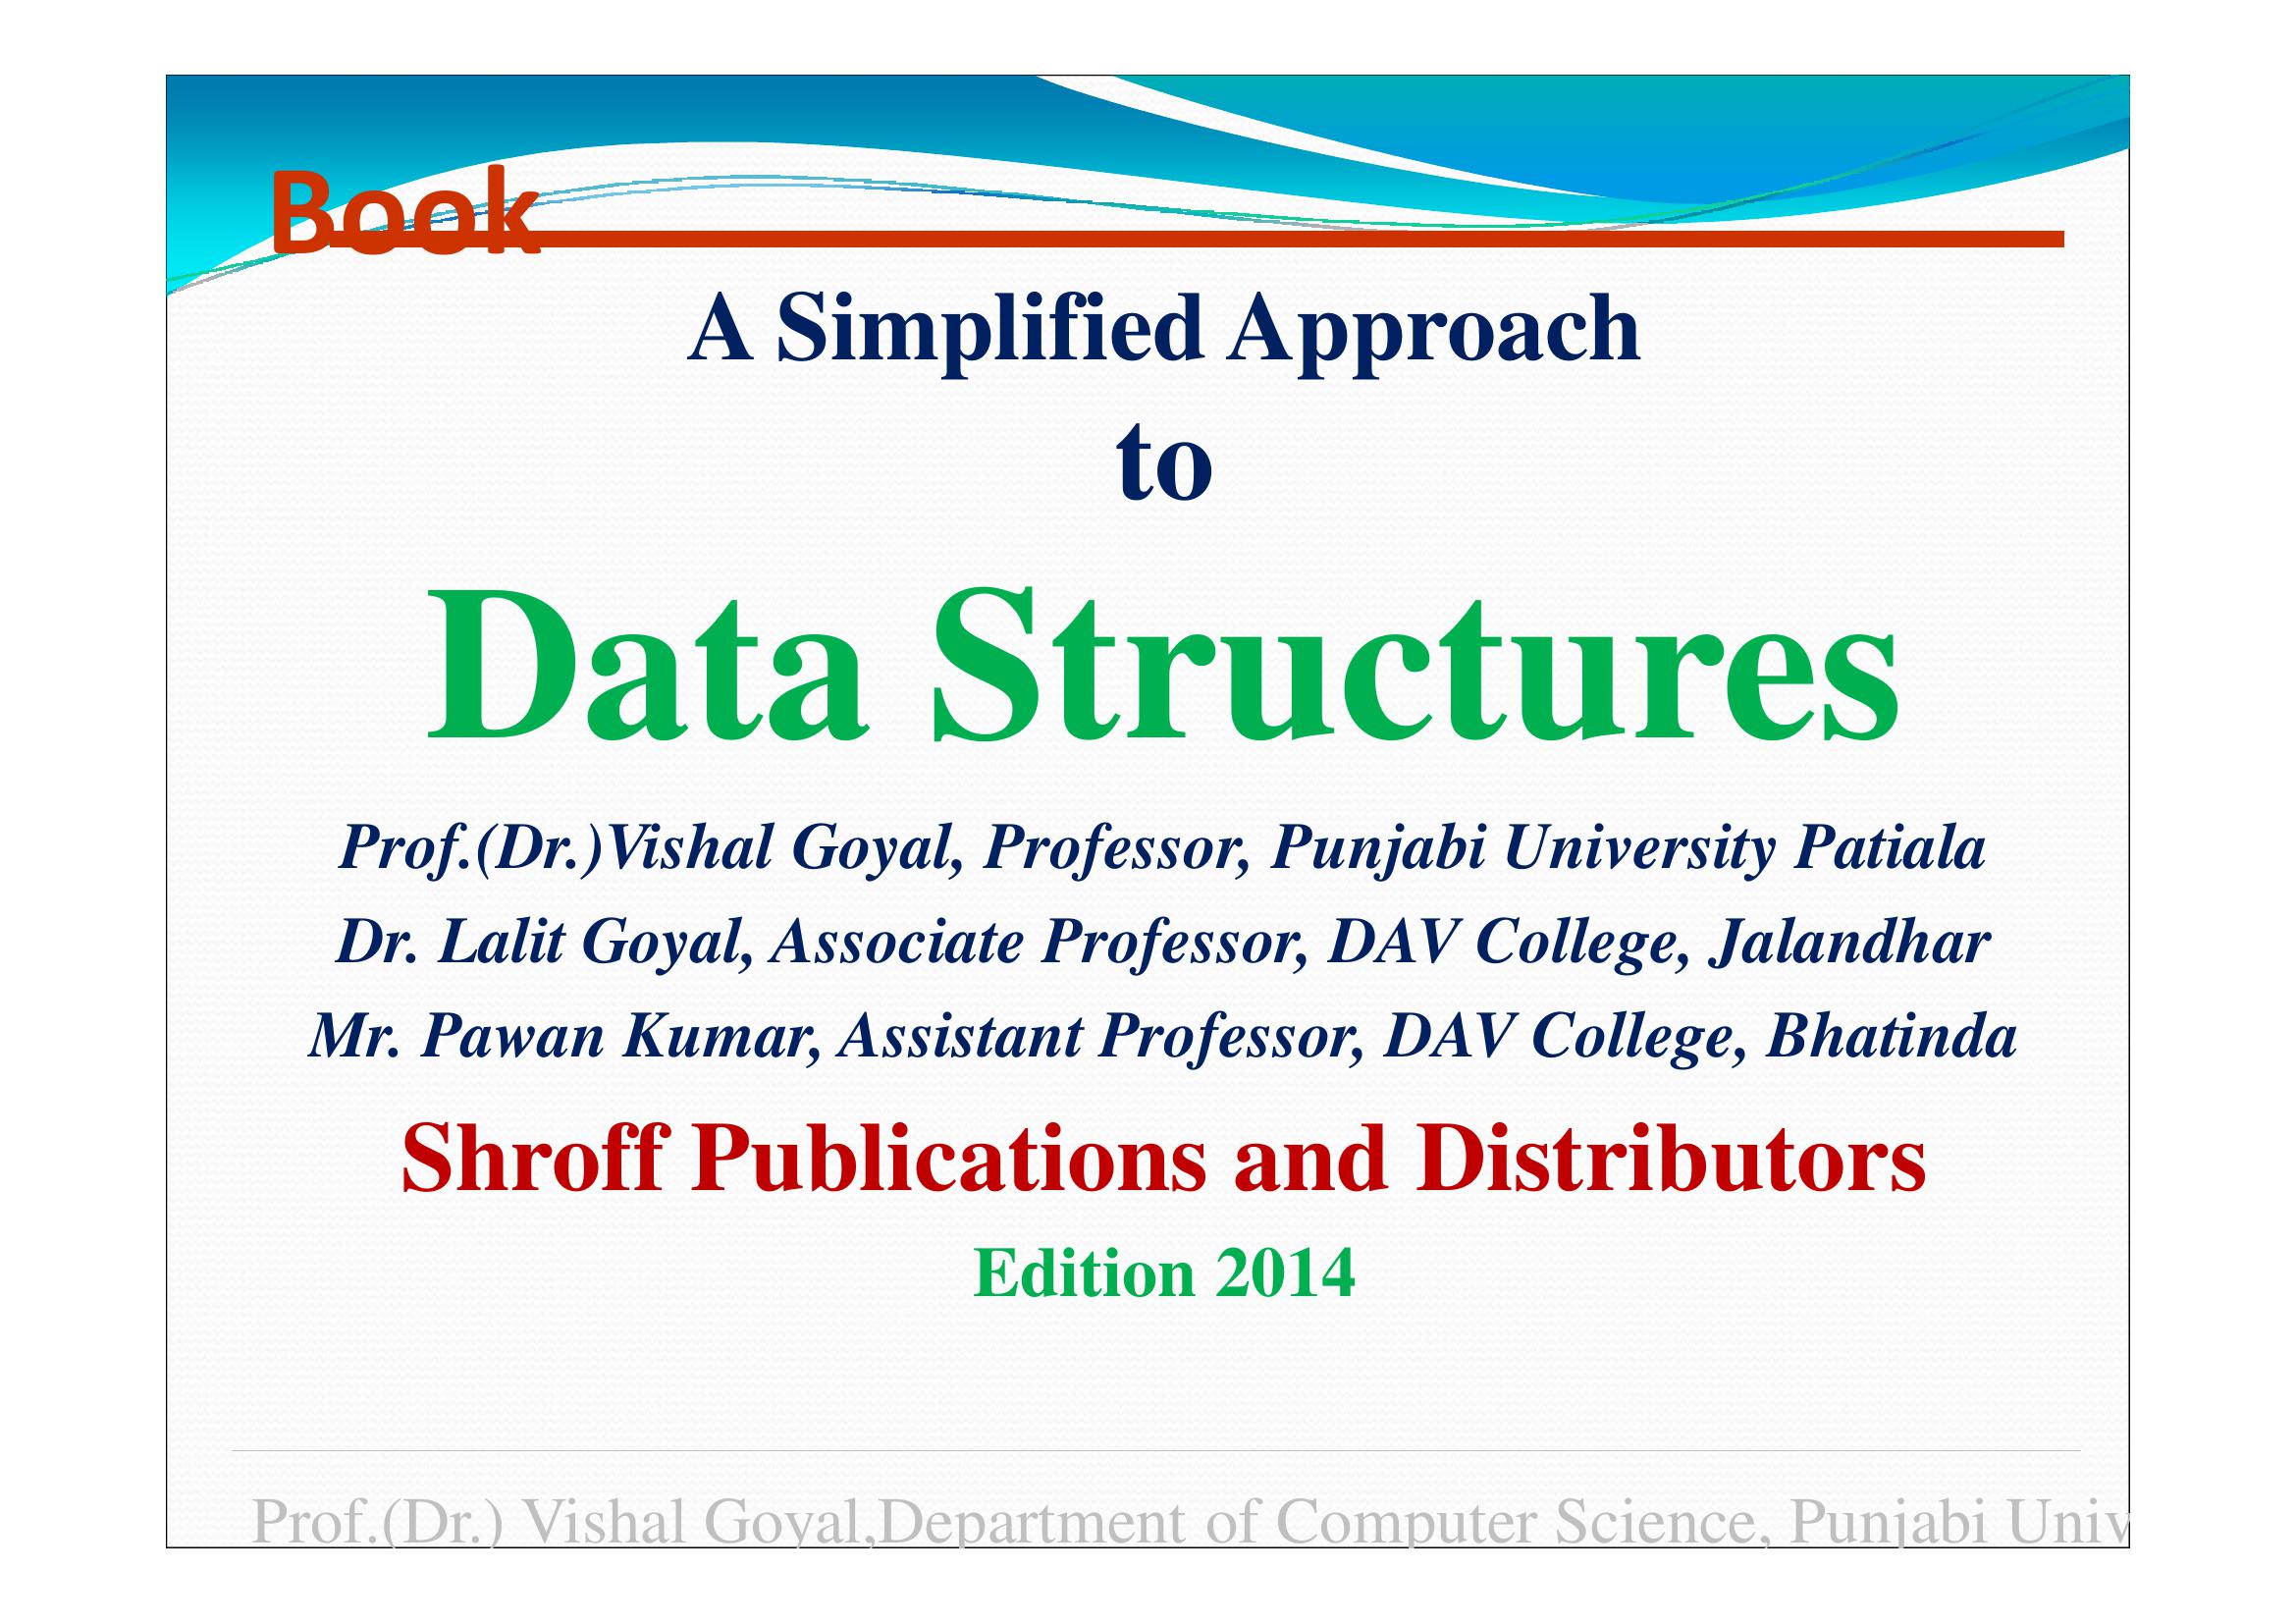 Book
A Simplified Approach
to
Data Structures
Prof.(Dr.)Vishal Goyal, Professor, Punjabi University Patiala
Dr. Lalit Goyal, Associate Professor, DAV College, Jalandhar
Mr. Pawan Kumar, Assistant Professor, DAV College, Bhatinda
Shroff Publications and Distributors
Edition 2014
Prof.(Dr.) Vishal Goyal,Department of Computer Science, Punjabi Univ